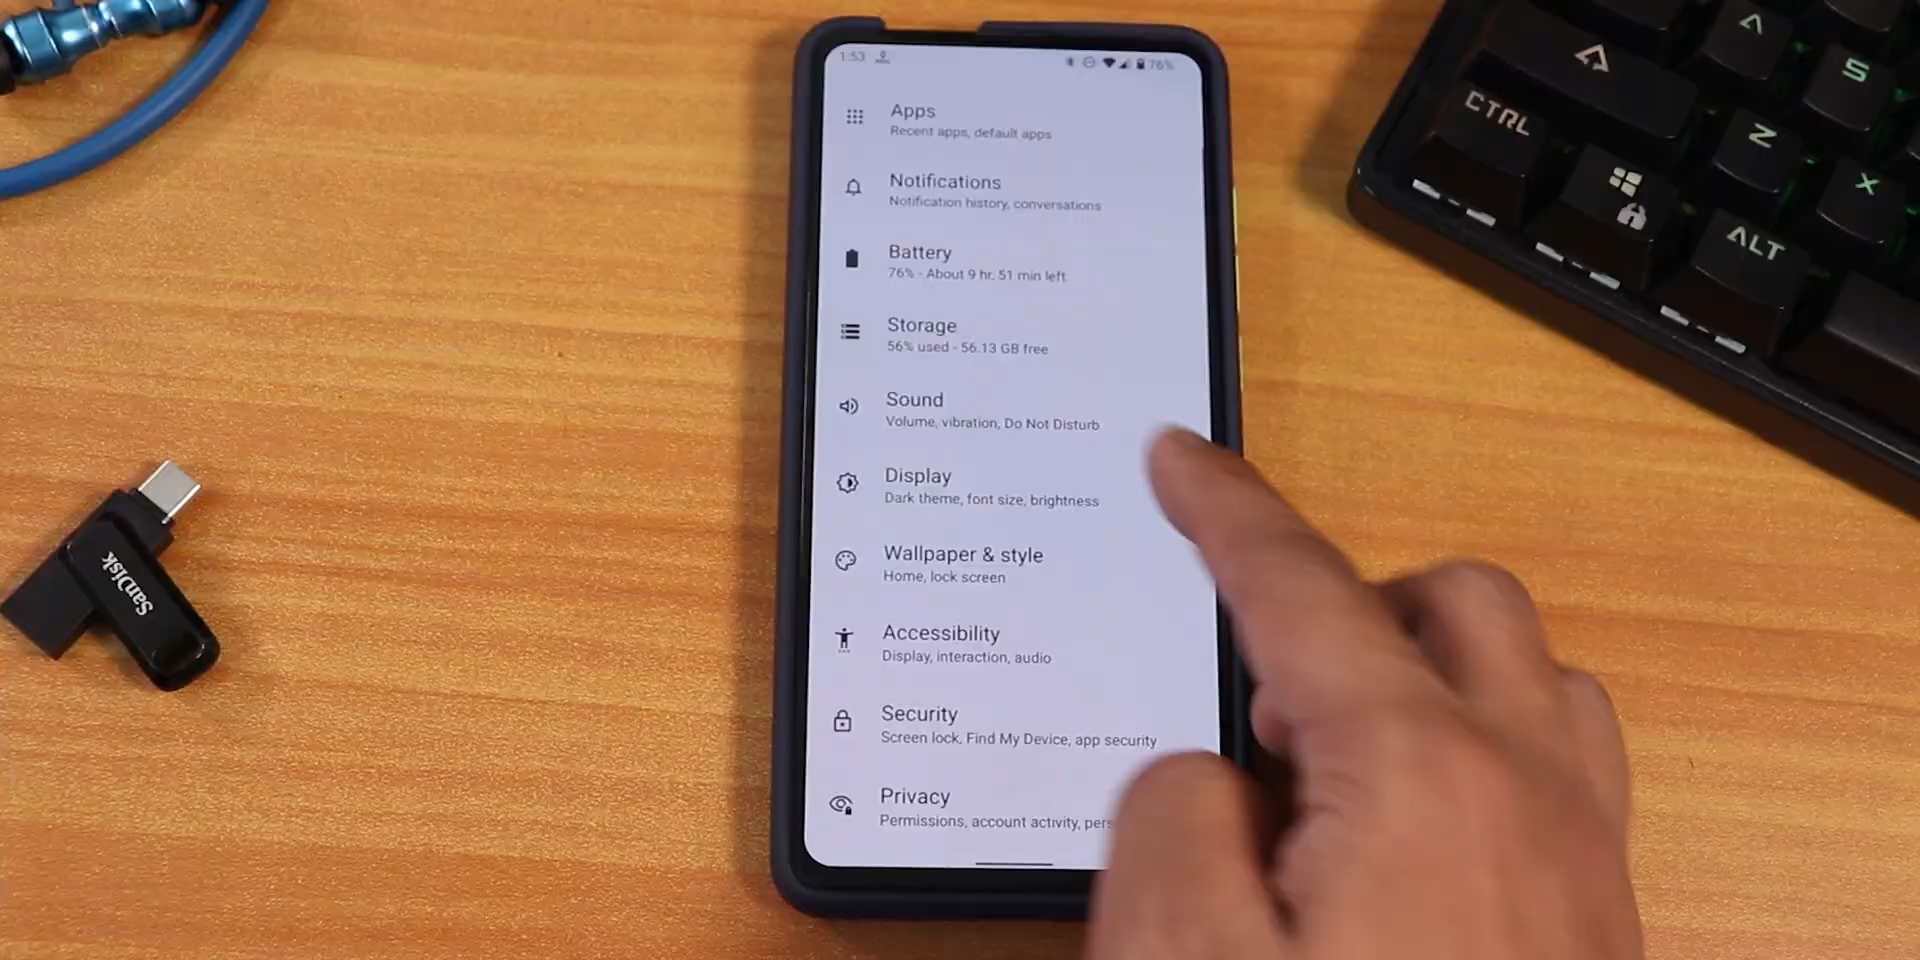 1:53
76%
Apps
Recent apps, default apps
Notifications
Notification history, conversations
Battery
76% - About 9 hr, 51 min left
Storage
56% used - 56.13 GB free
Sound
Volume, vibration, Do Not Disturb
Display
Dark theme, font size, brightness
Wallpaper & style
Home, lock screen
Accessibility
Display, interaction, audio
Security
Screen lock, Find My Device, app security
Privacy
Permissions, account activity, pers
SanDisk
A
S
CTRL
Z
X
ALT